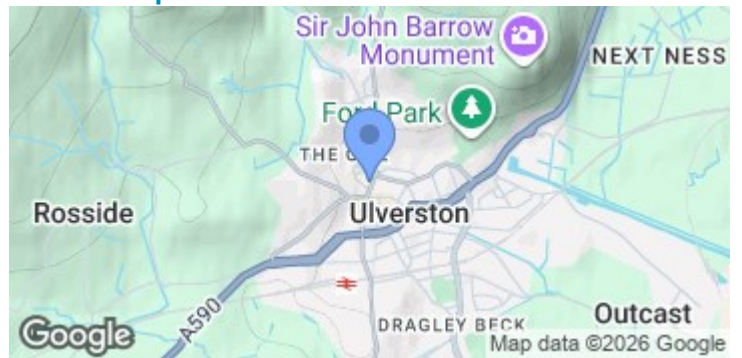 Sir John Barrow
Monument
NEXT NESS
Ford Park
THE G
Rosside
Ulverston
A590
Outcast
DRAGLEY BECK
Google
Map data ©2026 Google